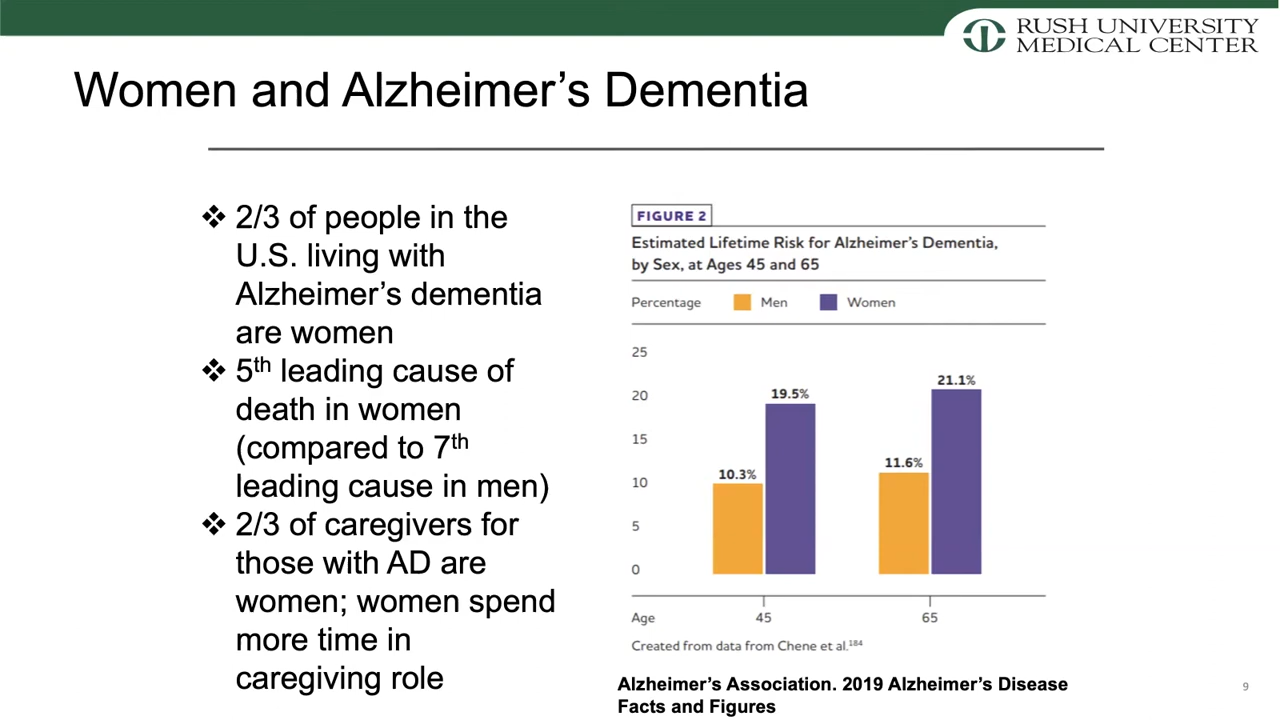 RUSH UNIVERSITY
MEDICAL CENTER
Women and Alzheimer’s Dementia
❖ 2/3 of people in the
U.S. living with
Alzheimer’s dementia
are women
❖ 5th leading cause of
death in women
(compared to 7th
leading cause in men)
❖ 2/3 of caregivers for
those with AD are
women; women spend
more time in
caregiving role
FIGURE 2
Estimated Lifetime Risk for Alzheimer’s Dementia,
by Sex, at Ages 45 and 65
Percentage Men Women
25
20
15
10
5
0
10.3%
19.5%
11.6%
21.1%
Age 45 65
Created from data from Chene et al.184
Alzheimer’s Association. 2019 Alzheimer’s Disease
Facts and Figures
9